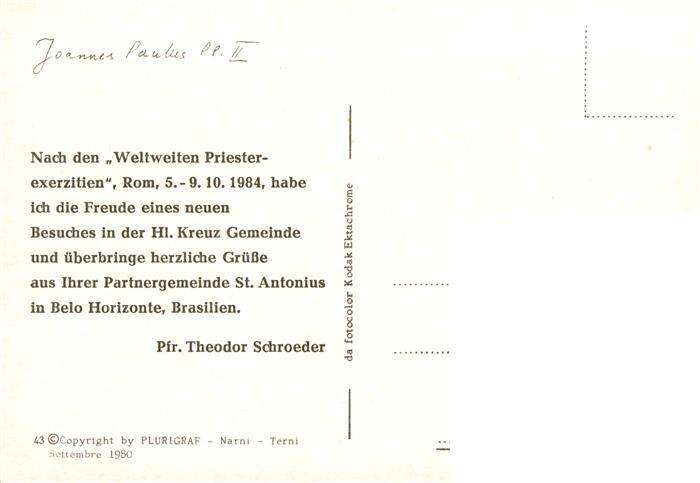 Joannes Paulus PP. II
Nach den „Weltweiten Priester-
exerzitien“, Rom, 5.-9. 10. 1984, habe
ich die Freude eines neuen
Besuches in der Hl. Kreuz Gemeinde
und überbringe herzliche Grüße
aus Ihrer Partnergemeinde St. Antonius
in Belo Horizonte, Brasilien.
Pfr. Theodor Schroeder
da fotocolor Kodak Ektachrome
43 ©Copyright by PLURIGRAF - Narni - Terni
Settembre 1980